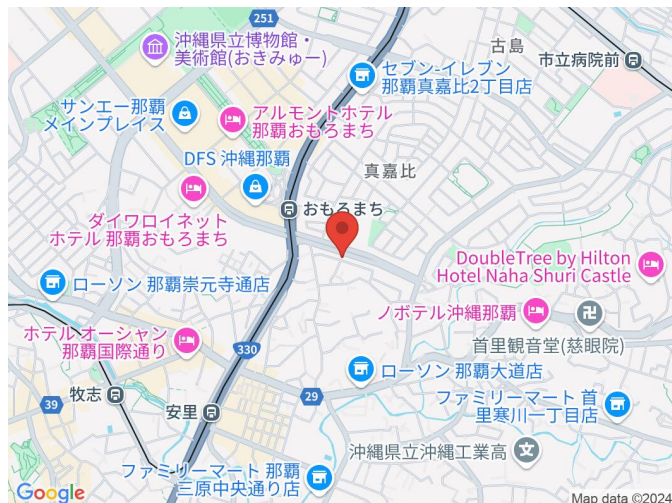 251
沖縄県立博物館・
美術館(おきみゅー)
古島
市立病院前
セブン-イレブン
那覇真嘉比2丁目店
サンエー那覇
メインプレイス
アルモントホテル
那覇おもろまち
DFS 沖縄那覇
真嘉比
おもろまち
ダイワロイネット
ホテル 那覇おもろまち
DoubleTree by Hilton
Hotel Naha Shuri Castle
ローソン 那覇崇元寺通店
ノボテル沖縄那覇
卍
首里観音堂(慈眼院)
ホテル オーシャン
那覇国際通り
330
ローソン 那覇大道店
牧志
39
安里
29
ファミリーマート 首
里寒川一丁目店
沖縄県立沖縄工業高
文
ファミリーマート 那覇
三原中央通り店
Google
Map data ©2024